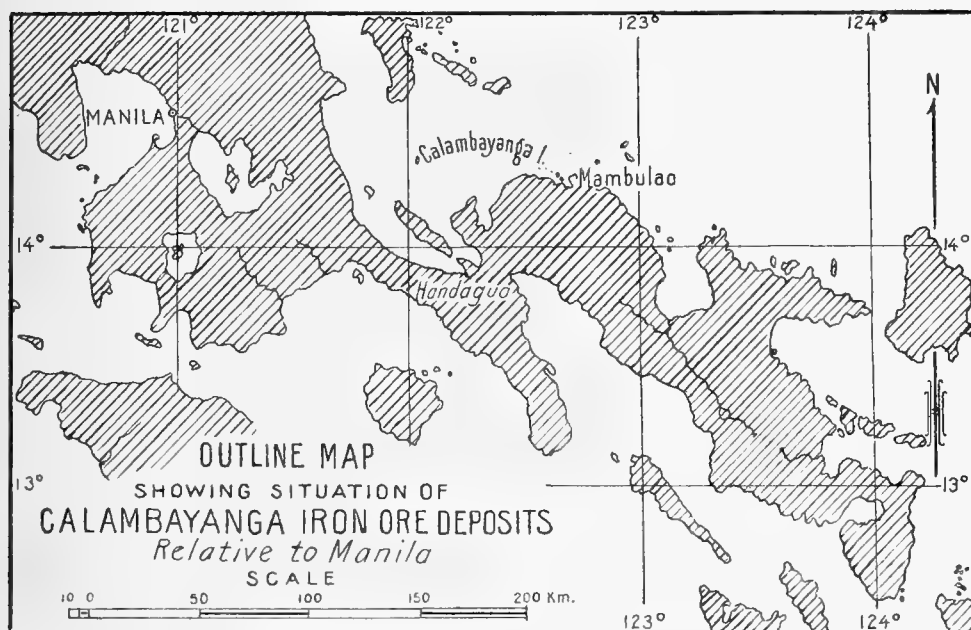 121° 122° 123° 124°
N
MANILA
Calambayanga I.
Mambulao
14° 14°
Hondagua
OUTLINE MAP
SHOWING SITUATION OF
13° 13°
CALAMBAYANGA IRON ORE DEPOSITS
Relative to Manila
SCALE
10 0 50 100 150 200 Km.
123° 124°